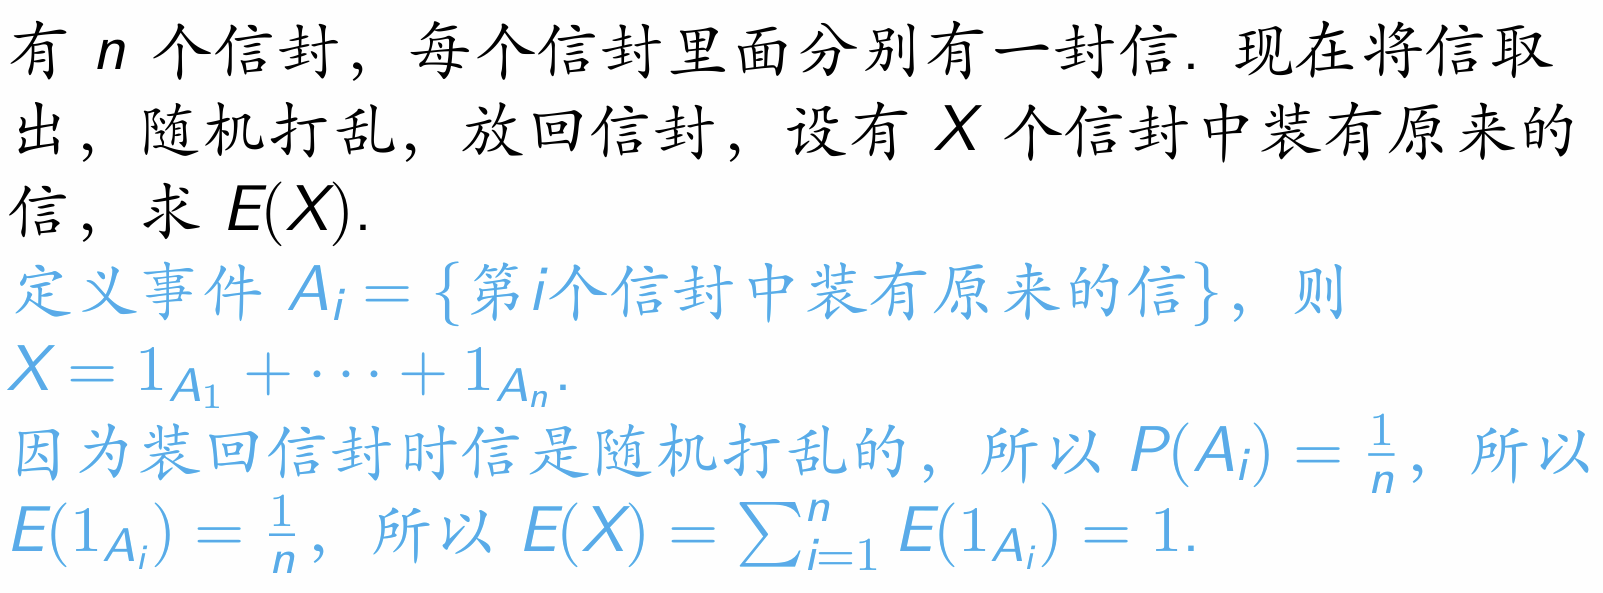 有 n 个信封，每个信封里面分别有一封信. 现在将信取
出，随机打乱，放回信封，设有 X 个信封中装有原来的
信，求 E(X).
定义事件 A_i = {第i个信封中装有原来的信}，则
X = 1_{A_1} + ⋯ + 1_{A_n}.
因为装回信封时信是随机打乱的，所以 P(A_i) = \frac{1}{n}，所以
E(1_{A_i}) = \frac{1}{n}，所以 E(X) = ∑_{i=1}^{n} E(1_{A_i}) = 1.